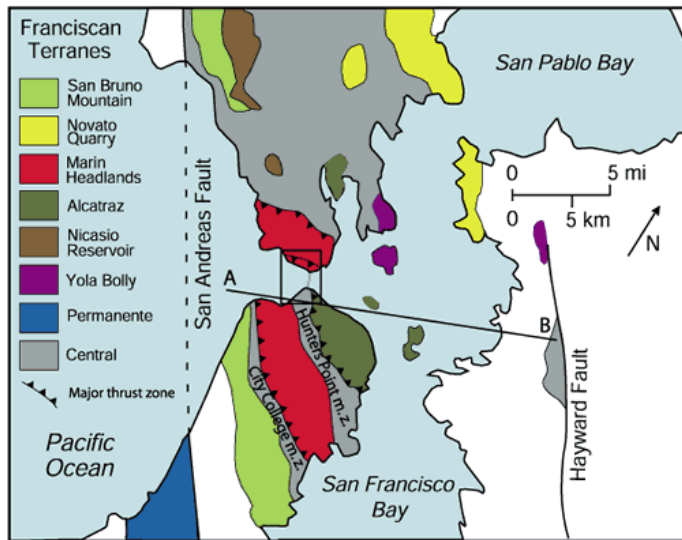 Franciscan
Terranes
San Bruno
Mountain
Novato
Quarry
Marin
Headlands
Alcatraz
Nicasio
Reservoir
Yola Bolly
Permanente
Central
Major thrust zone
Pacific
Ocean
San Andreas Fault
San Pablo Bay
0 5 mi
0 5 km
N
A
B
Hunters Point m.z.
City College m.z.
San Francisco
Bay
Hayward Fault